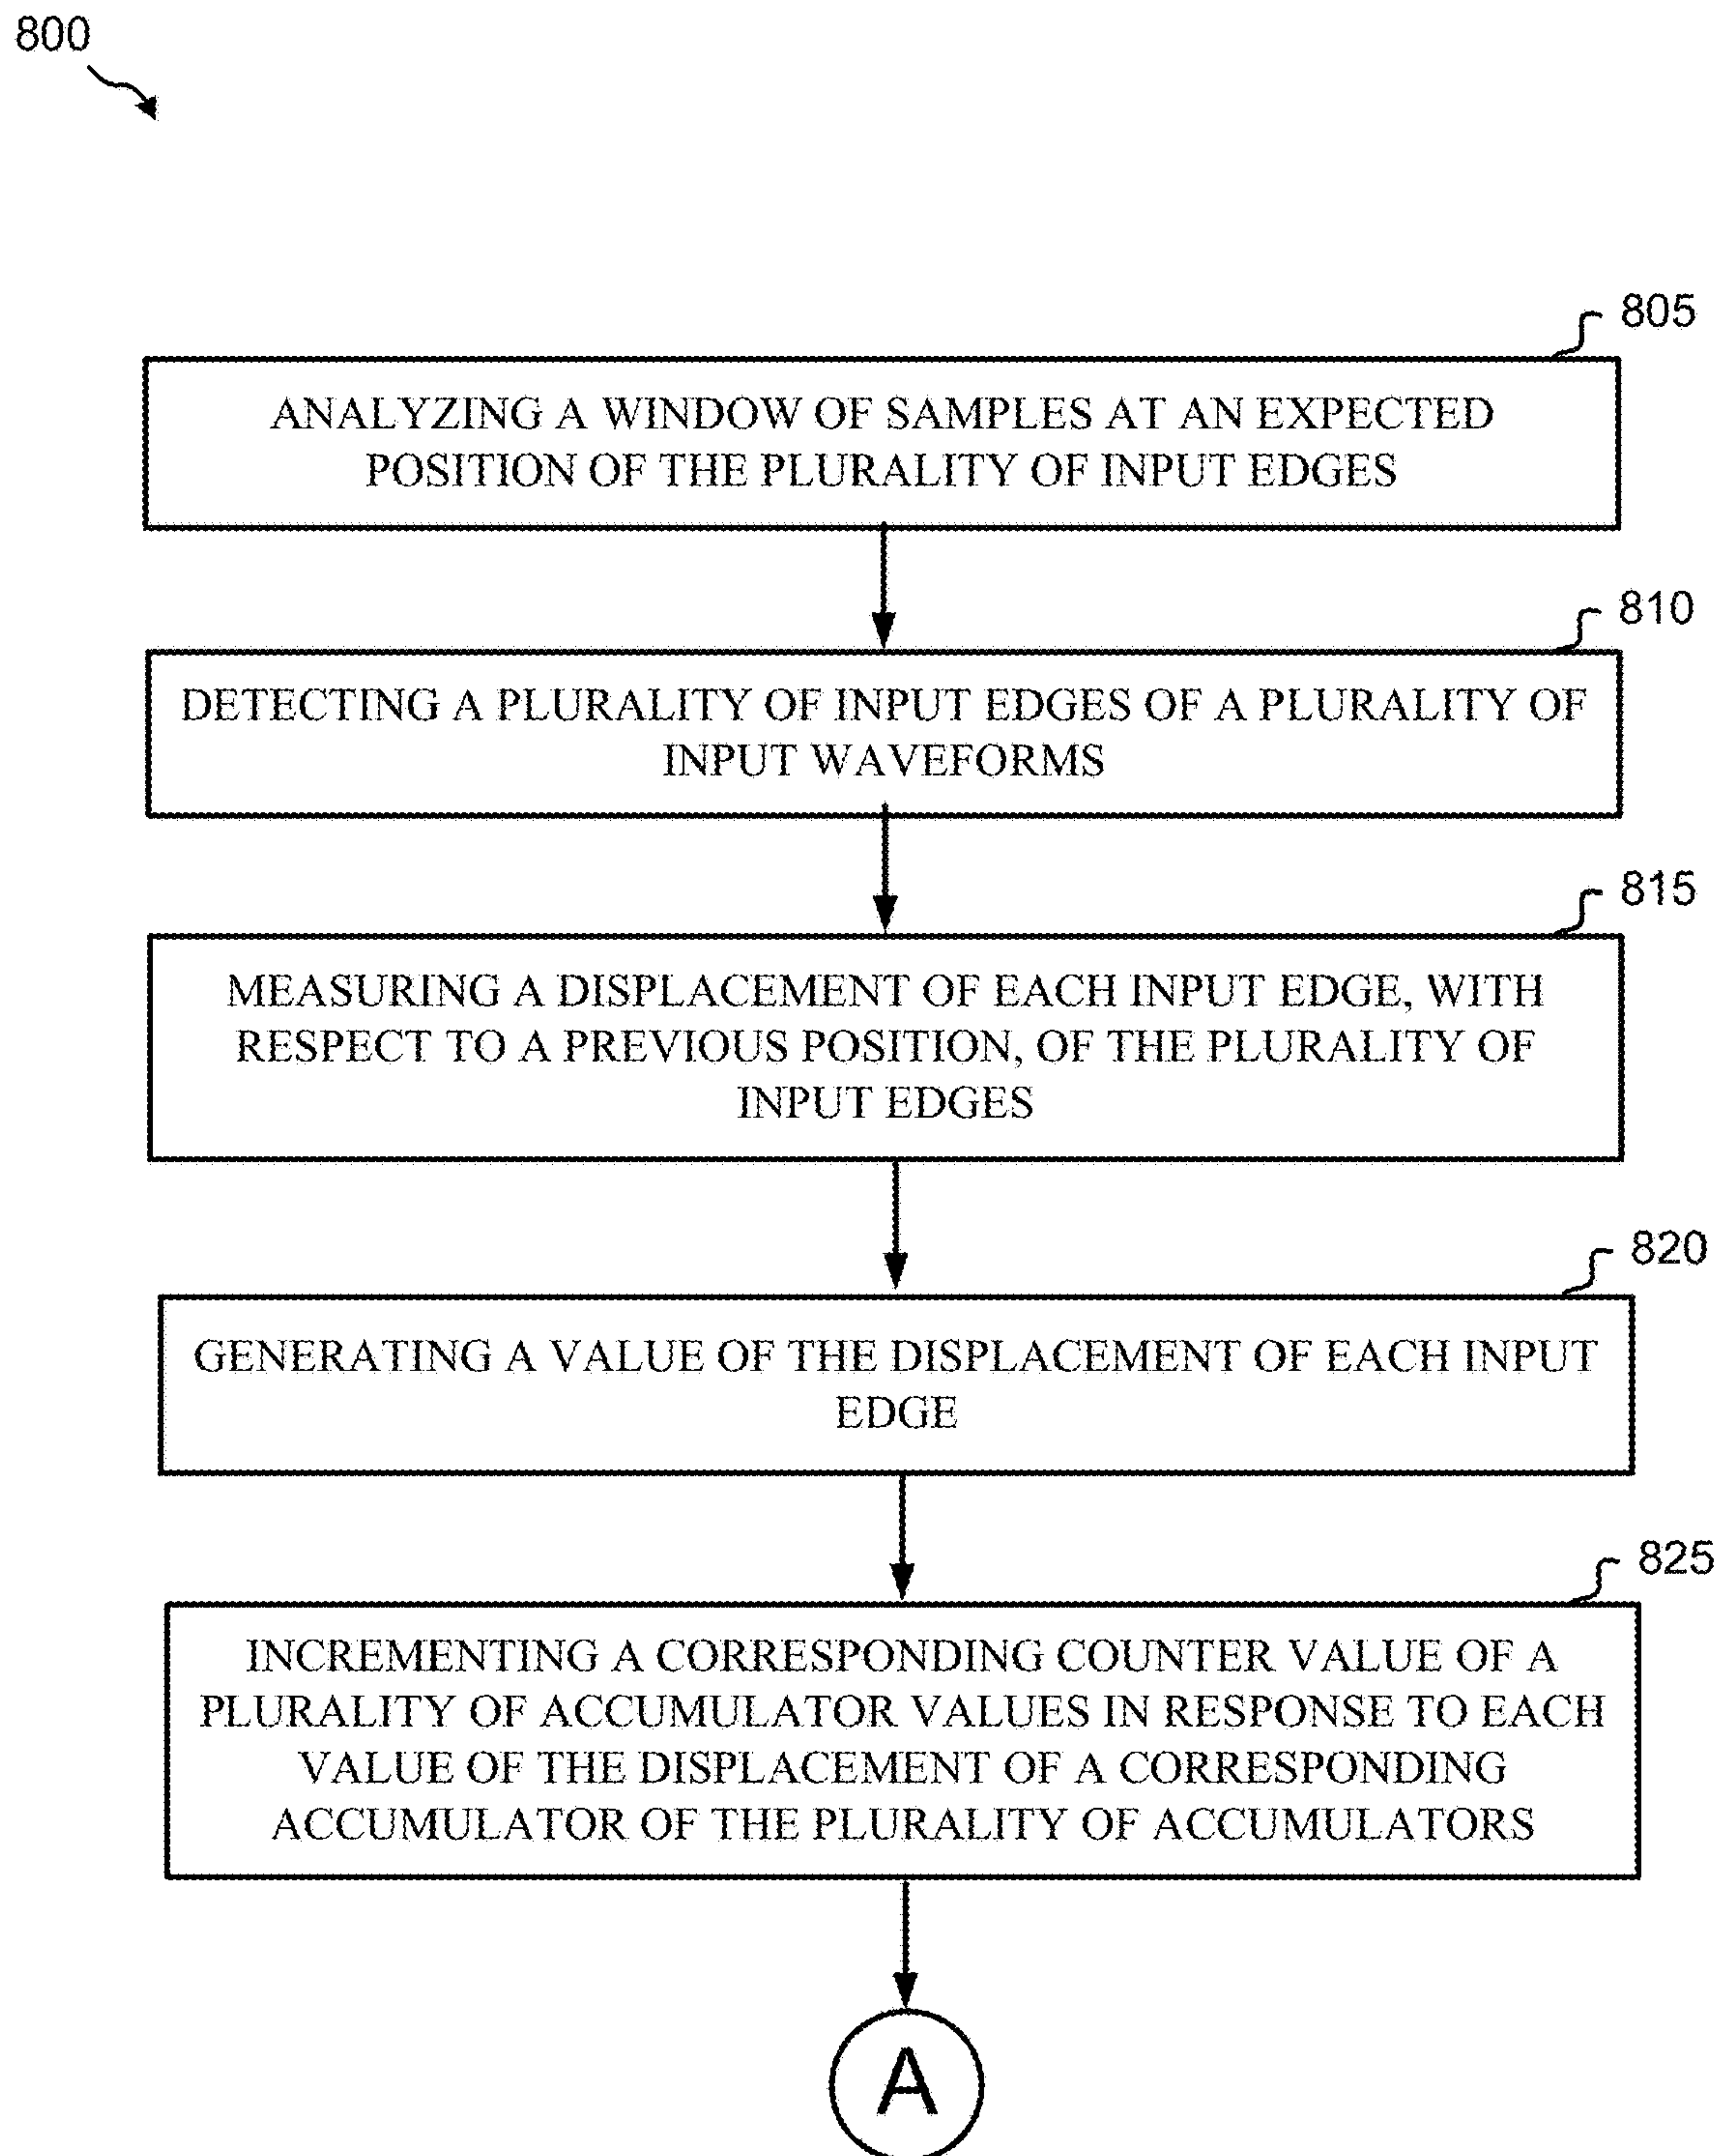 800
805
ANALYZING A WINDOW OF SAMPLES AT AN EXPECTED
POSITION OF THE PLURALITY OF INPUT EDGES
810
DETECTING A PLURALITY OF INPUT EDGES OF A PLURALITY OF
INPUT WAVEFORMS
815
MEASURING A DISPLACEMENT OF EACH INPUT EDGE, WITH
RESPECT TO A PREVIOUS POSITION, OF THE PLURALITY OF
INPUT EDGES
820
GENERATING A VALUE OF THE DISPLACEMENT OF EACH INPUT
EDGE
825
INCREMENTING A CORRESPONDING COUNTER VALUE OF A
PLURALITY OF ACCUMULATOR VALUES IN RESPONSE TO EACH
VALUE OF THE DISPLACEMENT OF A CORRESPONDING
ACCUMULATOR OF THE PLURALITY OF ACCUMULATORS
A